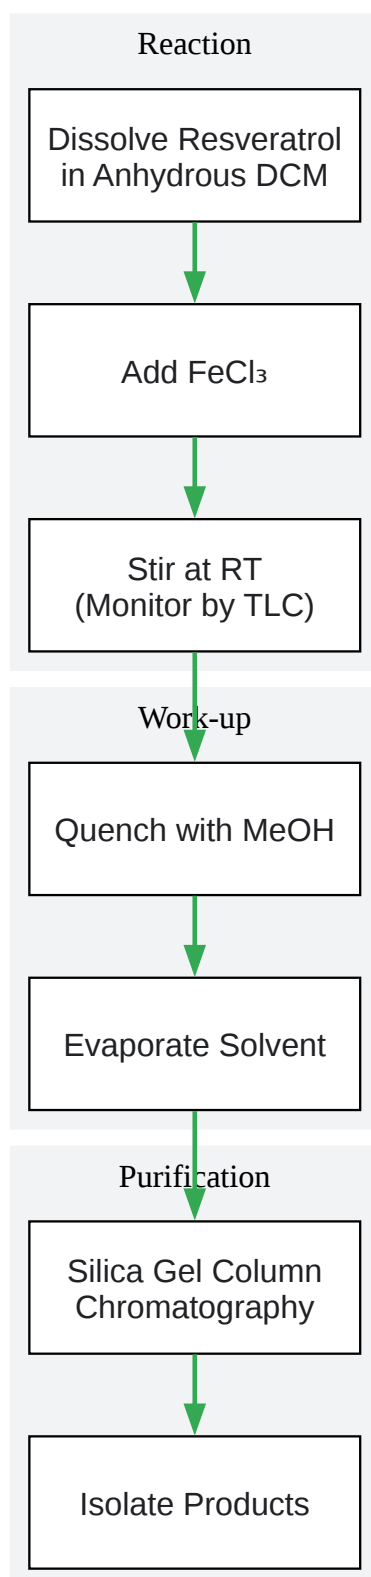 Reaction
Dissolve Resveratrol
in Anhydrous DCM
Add FeCl₃
Stir at RT
(Monitor by TLC)
Work-up
Quench with MeOH
Evaporate Solvent
Purification
Silica Gel Column
Chromatography
Isolate Products